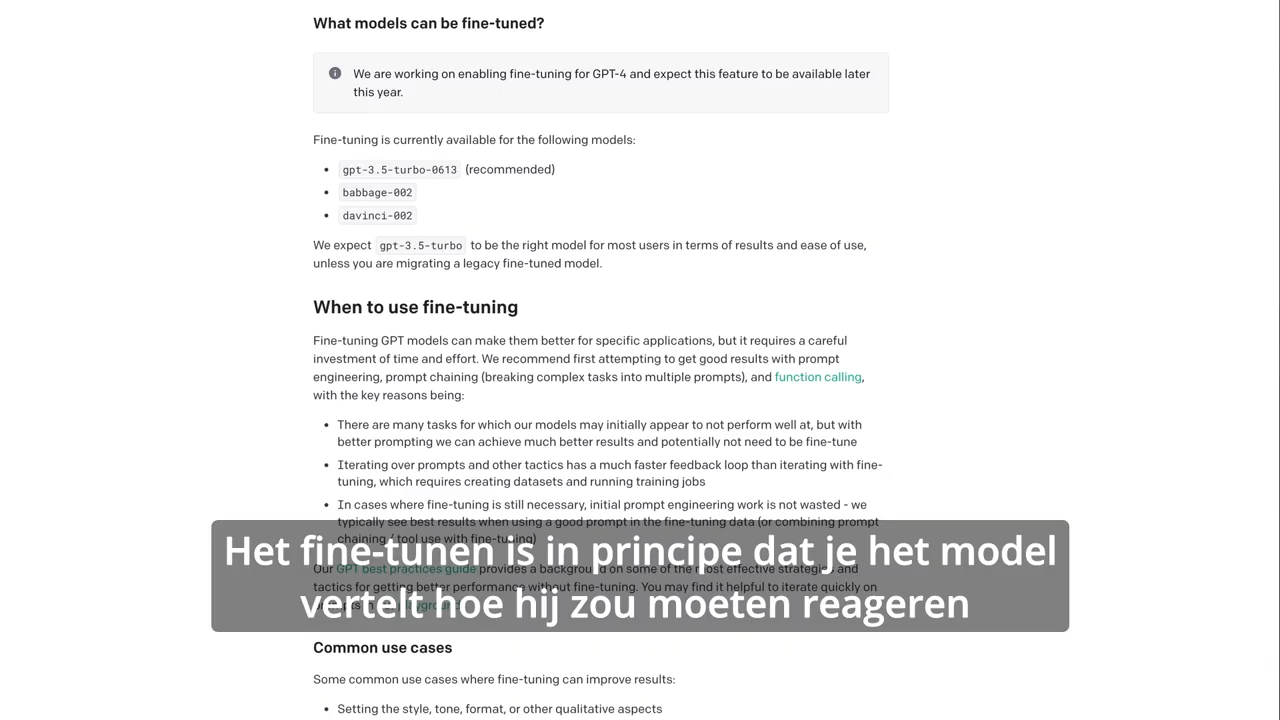 What models can be fine-tuned?
We are working on enabling fine-tuning for GPT-4 and expect this feature to be available later
this year.
Fine-tuning is currently available for the following models:
• gpt-3.5-turbo-0613 (recommended)
• babbage-002
• davinci-002
We expect gpt-3.5-turbo to be the right model for most users in terms of results and ease of use,
unless you are migrating a legacy fine-tuned model.
When to use fine-tuning
Fine-tuning GPT models can make them better for specific applications, but it requires a careful
investment of time and effort. We recommend first attempting to get good results with prompt
engineering, prompt chaining (breaking complex tasks into multiple prompts), and function calling,
with the key reasons being:
• There are many tasks for which our models may initially appear to not perform well at, but with
better prompting we can achieve much better results and potentially not need to be fine-tune
• Iterating over prompts and other tactics has a much faster feedback loop than iterating with fine-
tuning, which requires creating datasets and running training jobs
• In cases where fine-tuning is still necessary, initial prompt engineering work is not wasted - we
typically see best results when using a good prompt in the fine-tuning data (or combining prompt
chaining / tool use with fine-tuning)
Het fine-tunen is in principe dat je het model
Our GPT best practices guide provides a background on some of the most effective strategies and
tactics for getting better performance without fine-tuning. You may find it helpful to iterate quickly on
vertelt hoe hij zou moeten reageren
Common use cases
Some common use cases where fine-tuning can improve results:
• Setting the style, tone, format, or other qualitative aspects